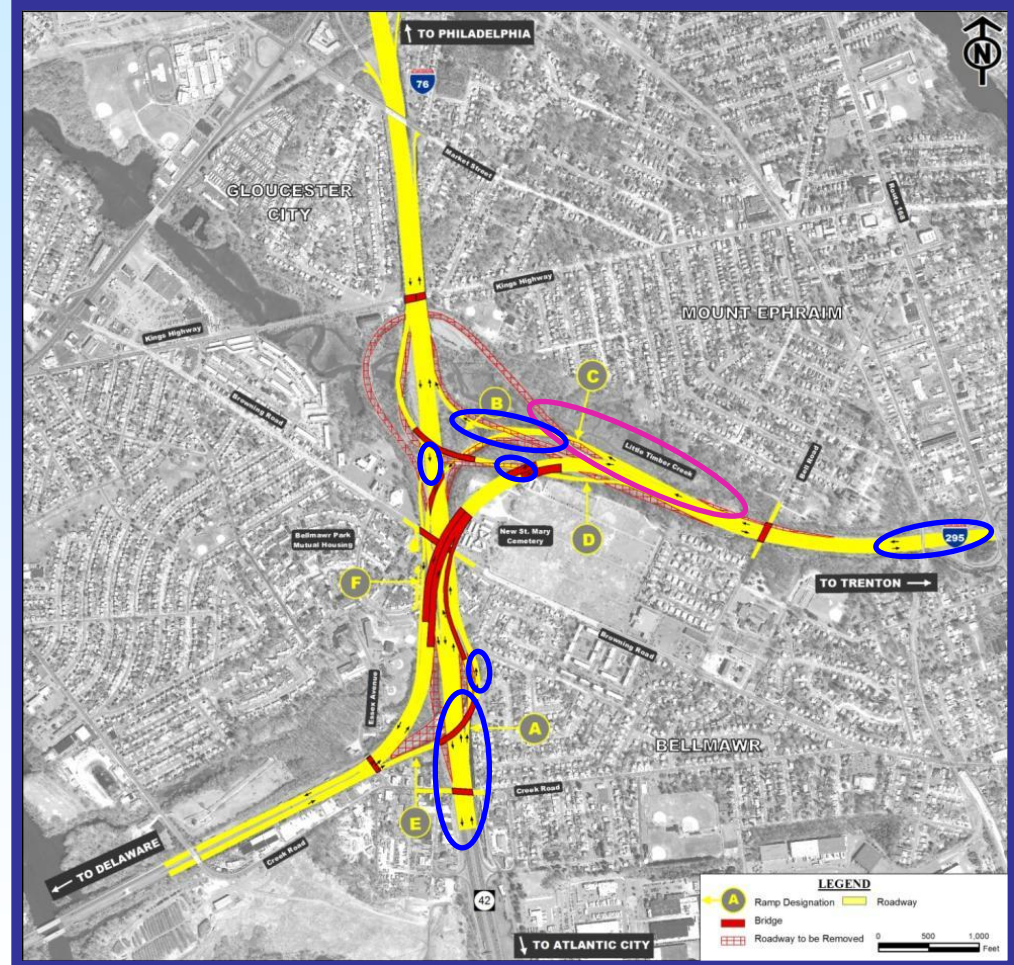 ↑ TO PHILADELPHIA
N
76
Market Street
GLOUCESTER
CITY
Kings Highway
MOUNT EPHRAIM
Kings Highway
C
B
Browning Road
Little Timber Creek
Bell Road
295
New St. Mary
Cemetery
D
Bellmawr Park
Mutual Housing
TO TRENTON →
F
Browning Road
Essex Avenue
A
BELLMAWR
Creek Road
E
← TO DELAWARE
Creek Road
42
↓ TO ATLANTIC CITY
LEGEND
A Ramp Designation Roadway
Bridge
Roadway to be Removed
0 500 1,000
Feet